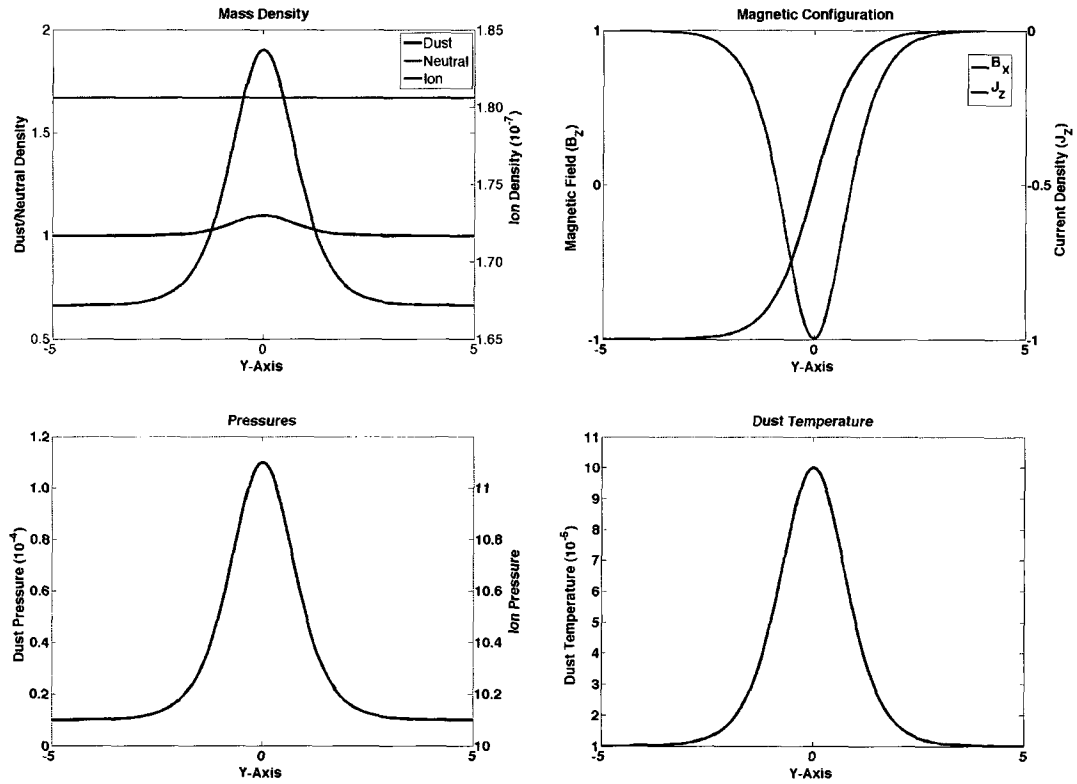 Mass Density
2
1.5
1
0.5
1.85
1.80
1.75
1.70
1.65
Dust/Neutral Density
Ion Density (10^-7)
Dust
Neutral
Ion
-5
0
5
Y-Axis
Magnetic Configuration
1
0
-1
0
-0.5
-1
Magnetic Field (B_Z)
Current Density (J_Z)
B_X
J_Z
-5
0
5
Y-Axis
Pressures
1.2
1.0
0.8
0.6
0.4
0.2
0
11
10.8
10.6
10.4
10.2
10
Dust Pressure (10^-4)
Ion Pressure
-5
0
5
Y-Axis
Dust Temperature
11
10
9
8
7
6
5
4
3
2
1
Dust Temperature (10^-5)
-5
0
5
Y-Axis